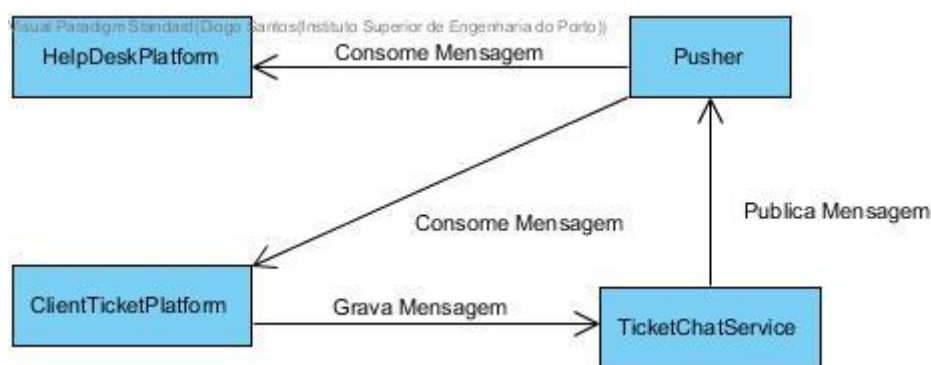 Visual Paradigm Standard(Diogo Santos(Instituto Superior de Engenharia do Porto))
HelpDeskPlatform
Consome Mensagem
Pusher
Consome Mensagem
Publica Mensagem
ClientTicketPlatform
Grava Mensagem
TicketChatService